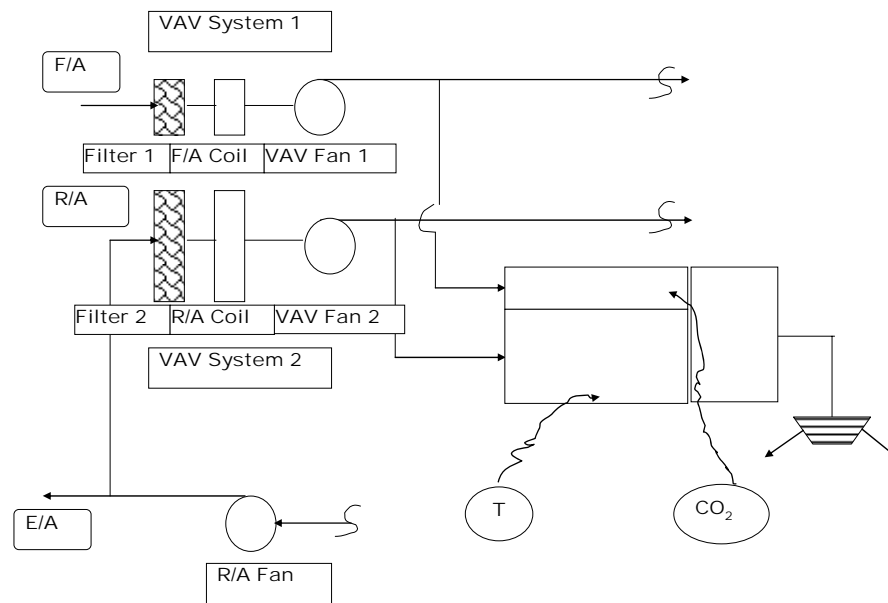 VAV System 1
F/A
Filter 1 F/A Coil VAV Fan 1
R/A
Filter 2 R/A Coil VAV Fan 2
VAV System 2
T
CO₂
E/A
R/A Fan